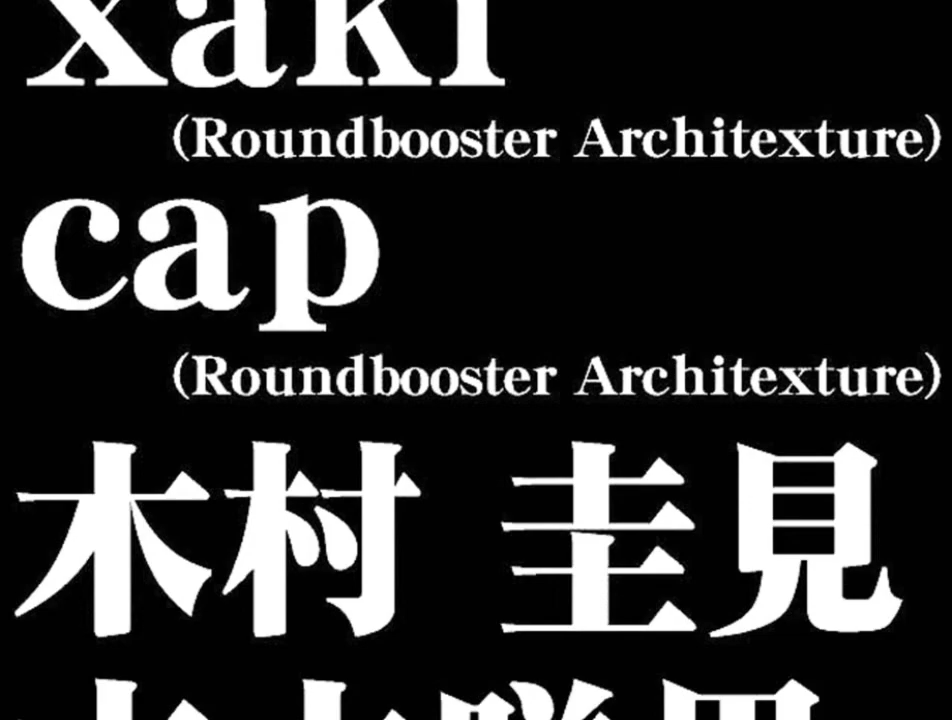 xaki
(Roundbooster Architexture)
cap
(Roundbooster Architexture)
木村 圭見